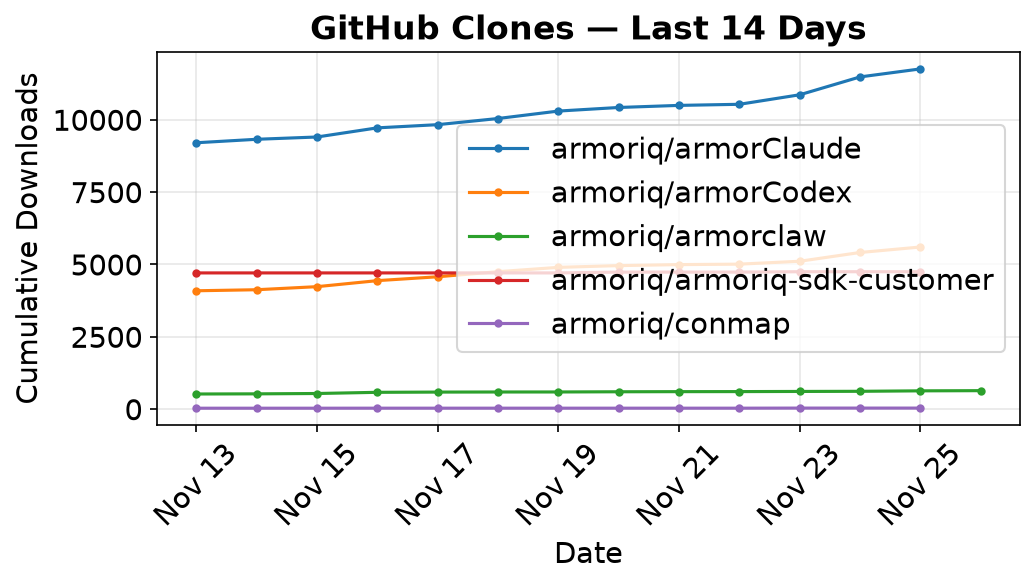 GitHub Clones — Last 14 Days
Cumulative Downloads
10000
7500
5000
2500
0
armoriq/armorClaude
armoriq/armorCodex
armoriq/armorclaw
armoriq/armoriq-sdk-customer
armoriq/conmap
Nov 13
Nov 15
Nov 17
Nov 19
Nov 21
Nov 23
Nov 25
Date